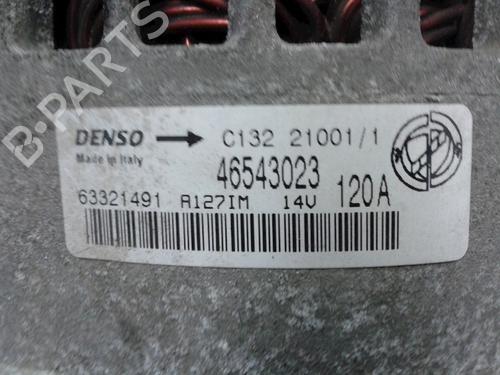 B-PARTS
DENSO → C132 21001/1
Made in Italy
46543023
63321491 A127IM 14V 120A